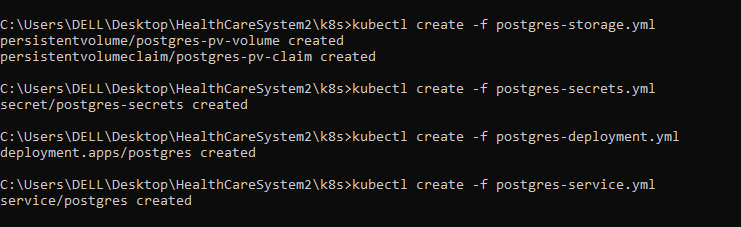 C:\Users\DELL\Desktop\HealthCareSystem2\k8s>kubectl create -f postgres-storage.yml
persistentvolume/postgres-pv-volume created
persistentvolumeclaim/postgres-pv-claim created
C:\Users\DELL\Desktop\HealthCareSystem2\k8s>kubectl create -f postgres-secrets.yml
secret/postgres-secrets created
C:\Users\DELL\Desktop\HealthCareSystem2\k8s>kubectl create -f postgres-deployment.yml
deployment.apps/postgres created
C:\Users\DELL\Desktop\HealthCareSystem2\k8s>kubectl create -f postgres-service.yml
service/postgres created